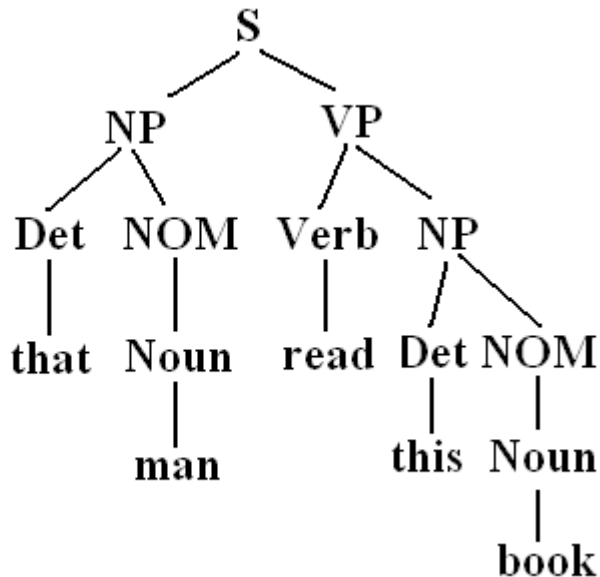 S
NP VP
Det NOM Verb NP
that Noun read Det NOM
man this Noun
book